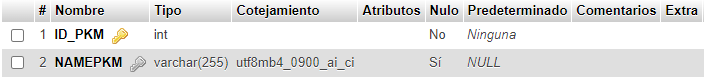 # Nombre Tipo Cotejamiento Atributos Nulo Predeterminado Comentarios Extra
1 ID_PKM int No Ninguna
2 NAMEPKM varchar(255) utf8mb4_0900_ai_ci Sí NULL